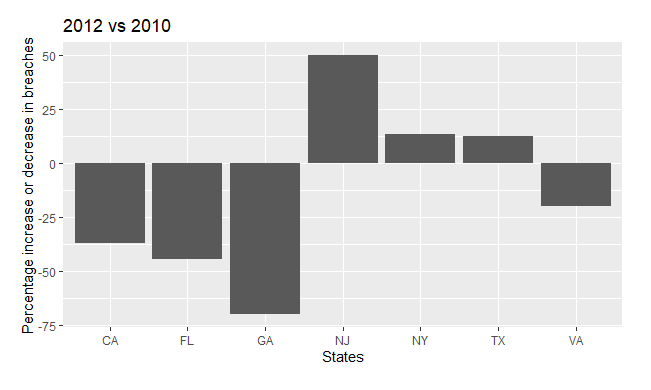 2012 vs 2010
Percentage increase or decrease in breaches
50
25
0
-25
-50
-75
CA FL GA NJ NY TX VA
States